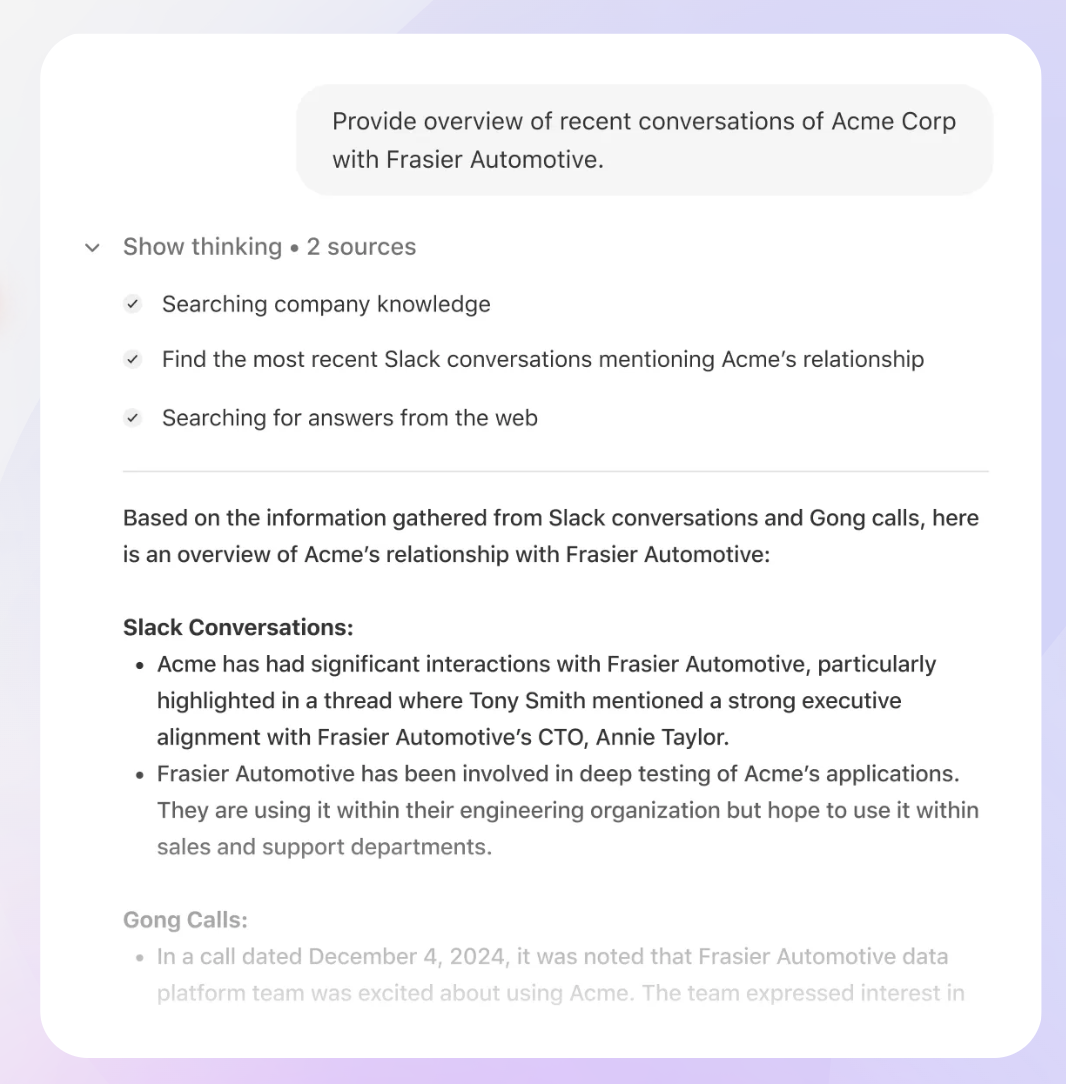 Provide overview of recent conversations of Acme Corp
with Frasier Automotive.
Show thinking • 2 sources
Searching company knowledge
Find the most recent Slack conversations mentioning Acme’s relationship
Searching for answers from the web
Based on the information gathered from Slack conversations and Gong calls, here
is an overview of Acme’s relationship with Frasier Automotive:
Slack Conversations:
• Acme has had significant interactions with Frasier Automotive, particularly
highlighted in a thread where Tony Smith mentioned a strong executive
alignment with Frasier Automotive’s CTO, Annie Taylor.
• Frasier Automotive has been involved in deep testing of Acme’s applications.
They are using it within their engineering organization but hope to use it within
sales and support departments.
Gong Calls:
• In a call dated December 4, 2024, it was noted that Frasier Automotive data
platform team was excited about using Acme. The team expressed interest in